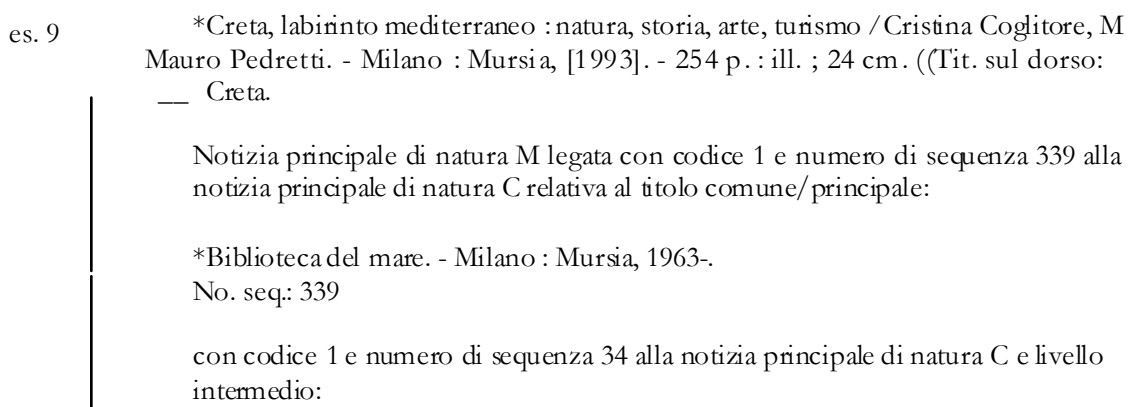 es. 9 *Creta, labirinto mediterraneo : natura, storia, arte, turismo / Cristina Coglitore, M
Mauro Pedretti. - Milano : Mursia, [1993]. - 254 p. : ill. ; 24 cm. ((Tit. sul dorso:
__ Creta.
Notizia principale di natura M legata con codice 1 e numero di sequenza 339 alla
notizia principale di natura C relativa al titolo comune/principale:
*Biblioteca del mare. - Milano : Mursia, 1963-.
No. seq.: 339
con codice 1 e numero di sequenza 34 alla notizia principale di natura C e livello
intermedio: